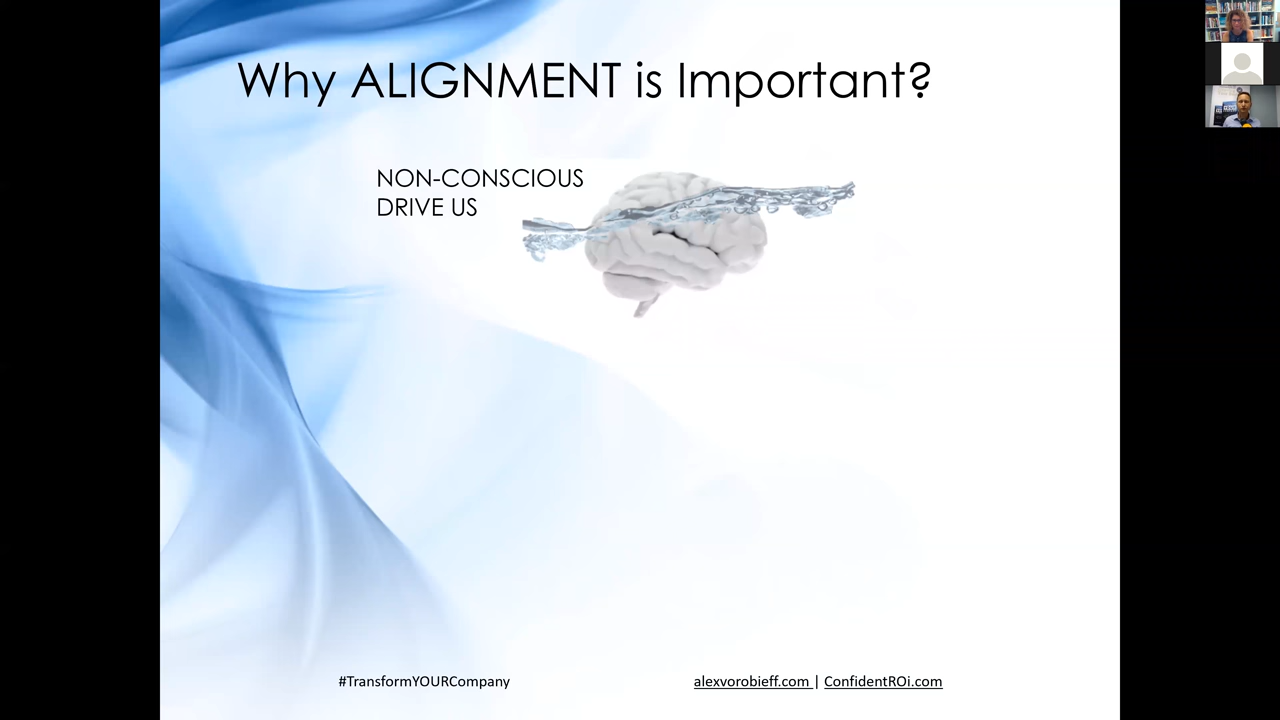 Why ALIGNMENT is Important?
NON-CONSCIOUS
DRIVE US
#TransformYOURCompany
alexvorobieff.com | ConfidentROi.com